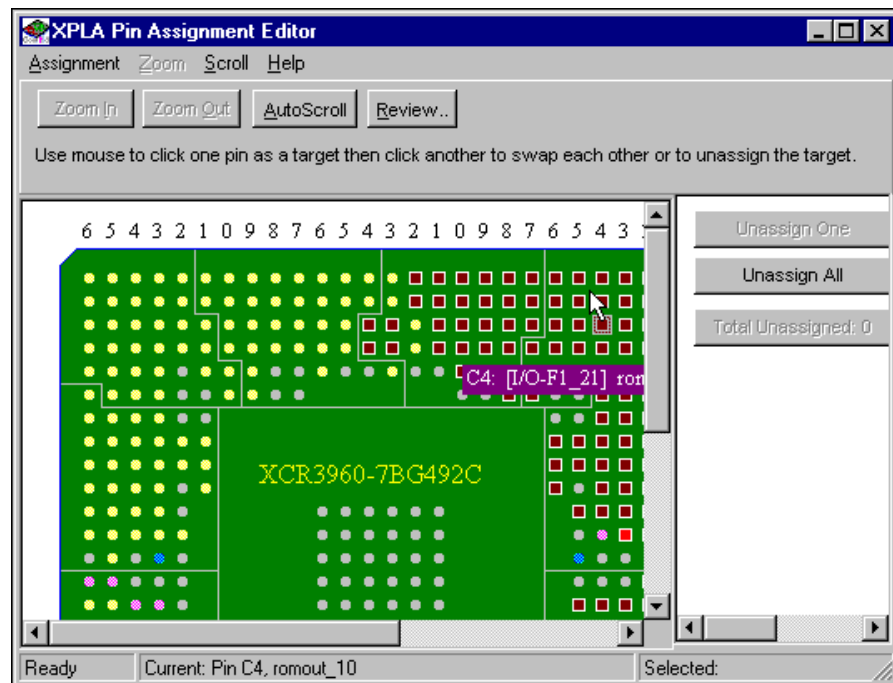 XPLA Pin Assignment Editor
Assignment Zoom Scroll Help
Zoom In Zoom Out AutoScroll Review..
Use mouse to click one pin as a target then click another to swap each other or to unassign the target.
6 5 4 3 2 1 0 9 8 7 6 5 4 3 2 1 0 9 8 7 6 5 4 3
Unassign One
Unassign All
Total Unassigned: 0
C4: [I/O-F1_21] rom
XCR3960-7BG492C
Ready Current: Pin C4, romout_10 Selected: